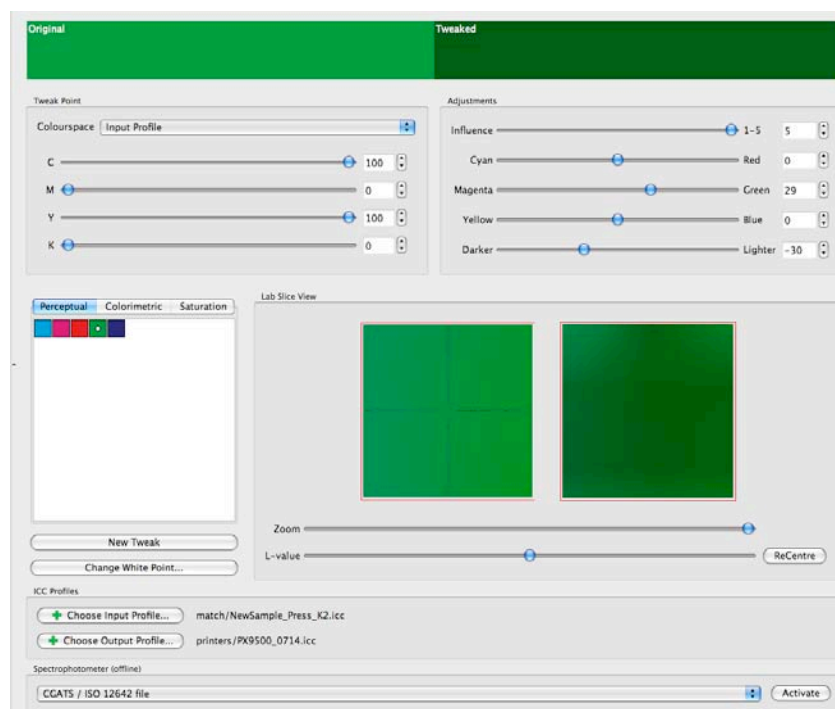 Original Tweaked
Tweak Point
Colourspace Input Profile
C 100
M 0
Y 100
K 0
Adjustments
Influence 1-5 5
Cyan Red 0
Magenta Green 29
Yellow Blue 0
Darker Lighter -30
Perceptual Colorimetric Saturation
New Tweak
Change White Point...
Lab Slice View
Zoom
L-value ReCentre
ICC Profiles
Choose Input Profile... match/NewSample_Press_K2.icc
Choose Output Profile... printers/PX9500_0714.icc
Spectrophotometer (offline)
CGATS / ISO 12642 file Activate